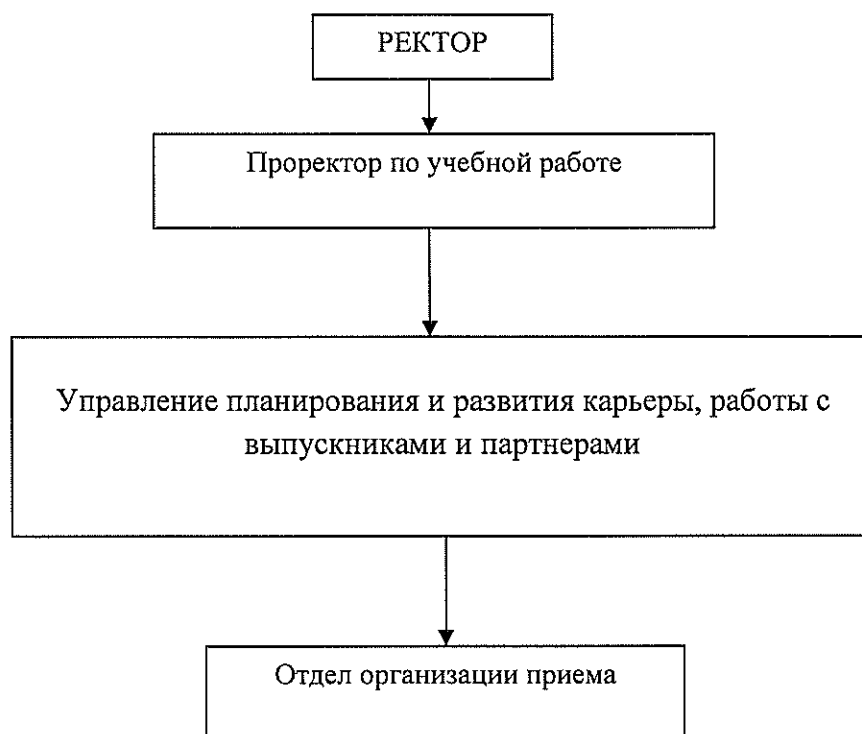 РЕКТОР
Проректор по учебной работе
Управление планирования и развития карьеры, работы с
выпускниками и партнерами
Отдел организации приема